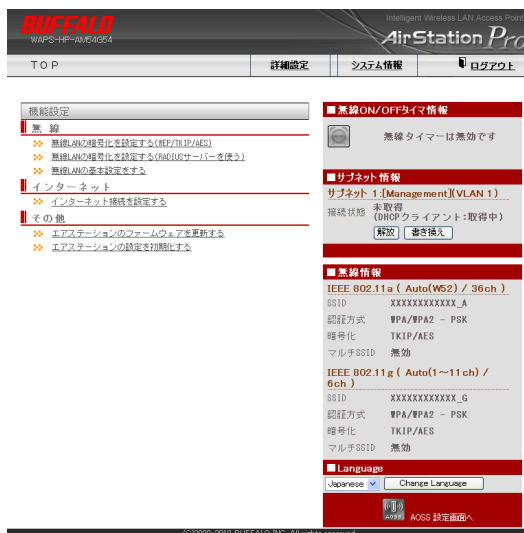 BUFFALO
WAPS-HP-AM54G54
Intelligent Wireless LAN Access Point
AirStation Pro
TOP
詳細設定
システム情報
ログアウト
機能設定
無 線
無線LANの暗号化を設定する(WEP/TKIP/AES)
無線LANの暗号化を設定する(RADIUSサーバーを使う)
無線LANの基本設定をする
インターネット
インターネット接続を設定する
その他
エアステーションのファームウェアを更新する
エアステーションの設定を初期化する
■無線ON/OFFタイマ情報
無線タイマーは無効です
■サブネット情報
サブネット 1:[Management](VLAN 1)
接続状態 未取得
(DHCPクライアント:取得中)
解放 書き換え
■無線情報
IEEE 802.11a ( Auto(W52) / 36ch )
SSID XXXXXXXXXXXX_A
認証方式 WPA/WPA2 - PSK
暗号化 TKIP/AES
マルチSSID 無効
IEEE 802.11g ( Auto(1～11ch) /
6ch )
SSID XXXXXXXXXXXX_G
認証方式 WPA/WPA2 - PSK
暗号化 TKIP/AES
マルチSSID 無効
■Language
Japanese Change Language
AOSS AOSS 設定画面へ